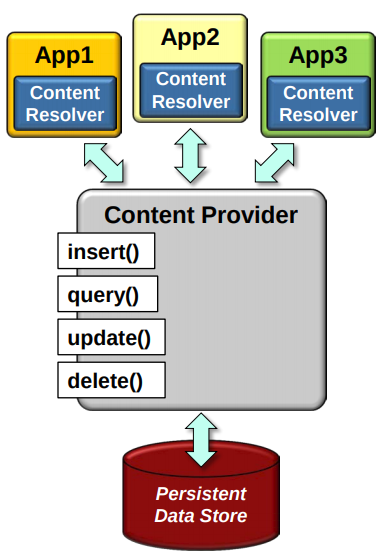 App1
Content
Resolver
App2
Content
Resolver
App3
Content
Resolver
Content Provider
insert()
query()
update()
delete()
Persistent
Data Store